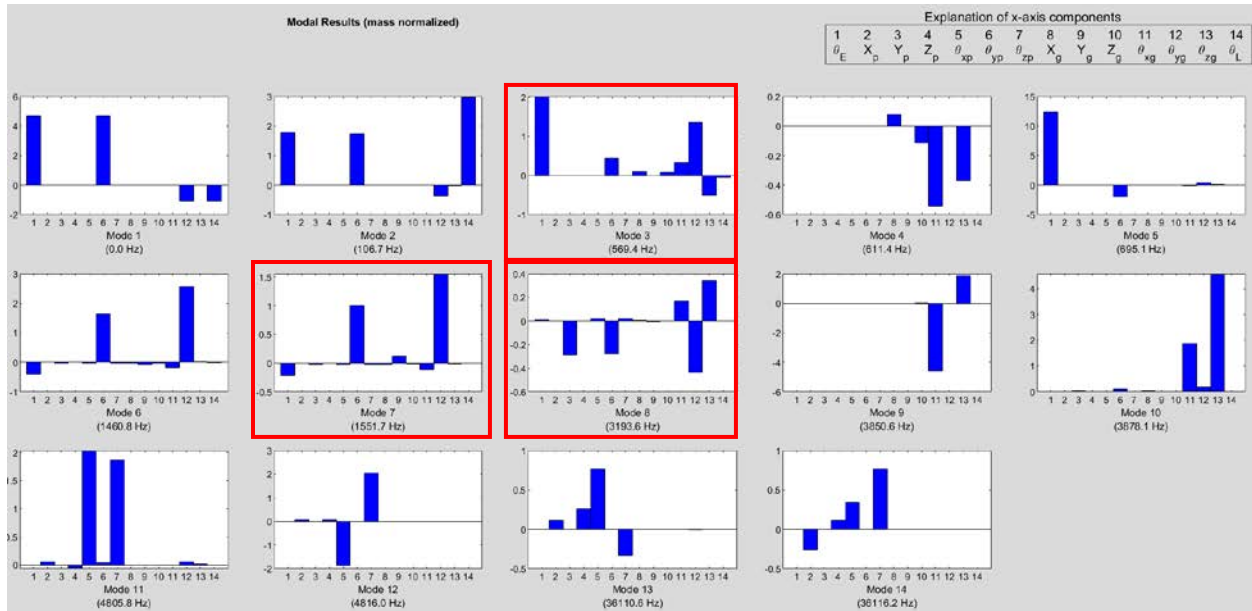 Modal Results (mass normalized)
Explanation of x-axis components
1 2 3 4 5 6 7 8 9 10 11 12 13 14
θ_E X_p Y_p Z_p θ_xp θ_yp θ_zp X_g Y_g Z_g θ_xg θ_yg θ_zg θ_L
6
4
2
0
-2
1 2 3 4 5 6 7 8 9 10 11 12 13 14
Mode 1
(0.0 Hz)
3
2
1
0
-1
1 2 3 4 5 6 7 8 9 10 11 12 13 14
Mode 2
(106.7 Hz)
2
1
0
-1
1 2 3 4 5 6 7 8 9 10 11 12 13 14
Mode 3
(569.4 Hz)
0.2
0
-0.2
-0.4
-0.6
1 2 3 4 5 6 7 8 9 10 11 12 13 14
Mode 4
(611.4 Hz)
15
10
5
0
-5
1 2 3 4 5 6 7 8 9 10 11 12 13 14
Mode 5
(695.1 Hz)
3
2
1
0
-1
1 2 3 4 5 6 7 8 9 10 11 12 13 14
Mode 6
(1460.8 Hz)
1.5
1
0.5
0
-0.5
1 2 3 4 5 6 7 8 9 10 11 12 13 14
Mode 7
(1551.7 Hz)
0.4
0.2
0
-0.2
-0.4
-0.6
1 2 3 4 5 6 7 8 9 10 11 12 13 14
Mode 8
(3193.6 Hz)
2
0
-2
-4
-6
1 2 3 4 5 6 7 8 9 10 11 12 13 14
Mode 9
(3850.6 Hz)
4
3
2
1
0
1 2 3 4 5 6 7 8 9 10 11 12 13 14
Mode 10
(3878.1 Hz)
2
1.5
1
0.5
0
1 2 3 4 5 6 7 8 9 10 11 12 13 14
Mode 11
(4805.8 Hz)
3
2
1
0
-1
-2
1 2 3 4 5 6 7 8 9 10 11 12 13 14
Mode 12
(4816.0 Hz)
1
0.5
0
-0.5
1 2 3 4 5 6 7 8 9 10 11 12 13 14
Mode 13
(36110.6 Hz)
1
0.5
0
-0.5
1 2 3 4 5 6 7 8 9 10 11 12 13 14
Mode 14
(36116.2 Hz)